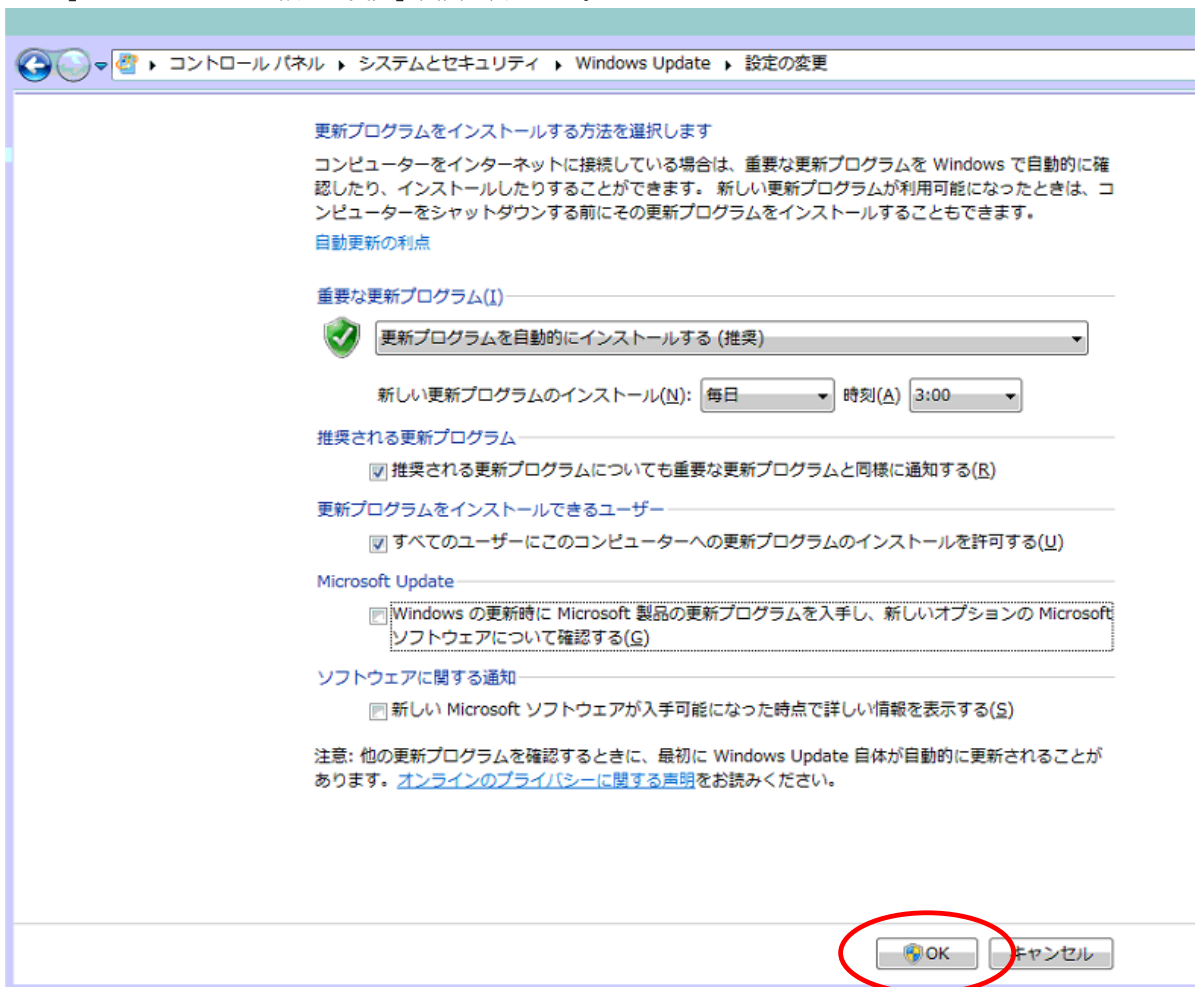 コントロール パネル ▸ システムとセキュリティ ▸ Windows Update ▸ 設定の変更
更新プログラムをインストールする方法を選択します
コンピューターをインターネットに接続している場合は、重要な更新プログラムを Windows で自動的に確
認したり、インストールしたりすることができます。 新しい更新プログラムが利用可能になったときは、コ
ンピューターをシャットダウンする前にその更新プログラムをインストールすることもできます。
自動更新の利点
重要な更新プログラム(I)
更新プログラムを自動的にインストールする (推奨)
新しい更新プログラムのインストール(N): 毎日 時刻(A) 3:00
推奨される更新プログラム
推奨される更新プログラムについても重要な更新プログラムと同様に通知する(R)
更新プログラムをインストールできるユーザー
すべてのユーザーにこのコンピューターへの更新プログラムのインストールを許可する(U)
Microsoft Update
Windows の更新時に Microsoft 製品の更新プログラムを入手し、新しいオプションの Microsoft
ソフトウェアについて確認する(G)
ソフトウェアに関する通知
新しい Microsoft ソフトウェアが入手可能になった時点で詳しい情報を表示する(S)
注意: 他の更新プログラムを確認するときに、最初に Windows Update 自体が自動的に更新されることが
あります。オンラインのプライバシーに関する声明をお読みください。
OK キャンセル